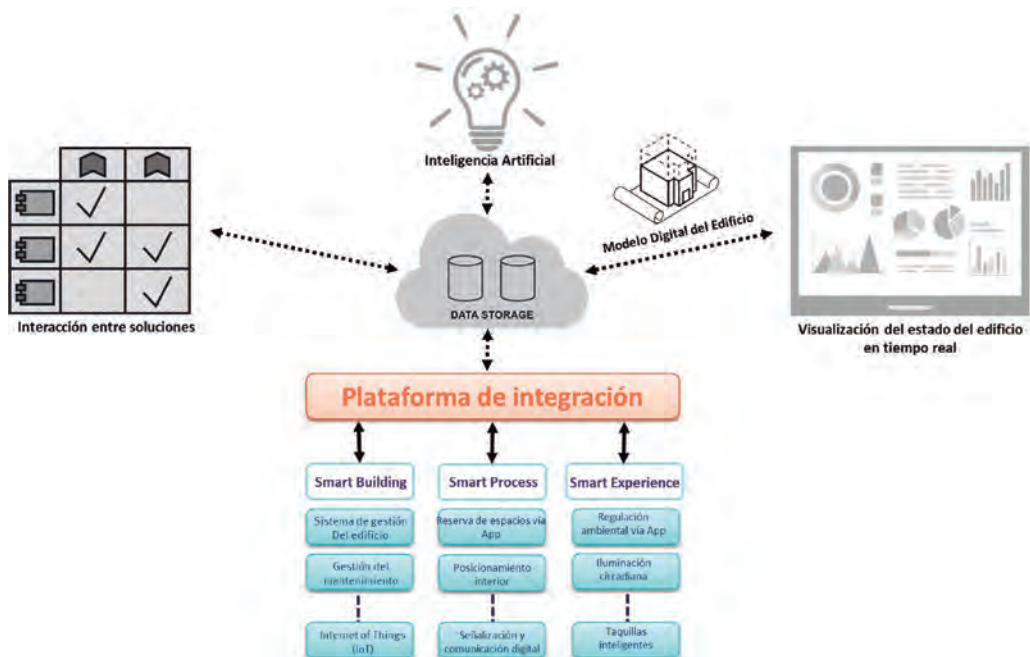 Inteligencia Artificial
Modelo Digital del Edificio
Interacción entre soluciones
DATA STORAGE
Visualización del estado del edificio
en tiempo real
Plataforma de integración
Smart Building
Smart Process
Smart Experience
Sistema de gestión
Del edificio
Reserva de espacios vía
App
Regulación
ambiental vía App
Gestión del
mantenimiento
Posicionamiento
interior
Iluminación
circadiana
Internet of Things
(IoT)
Señalización y
comunicación digital
Taquillas
inteligentes